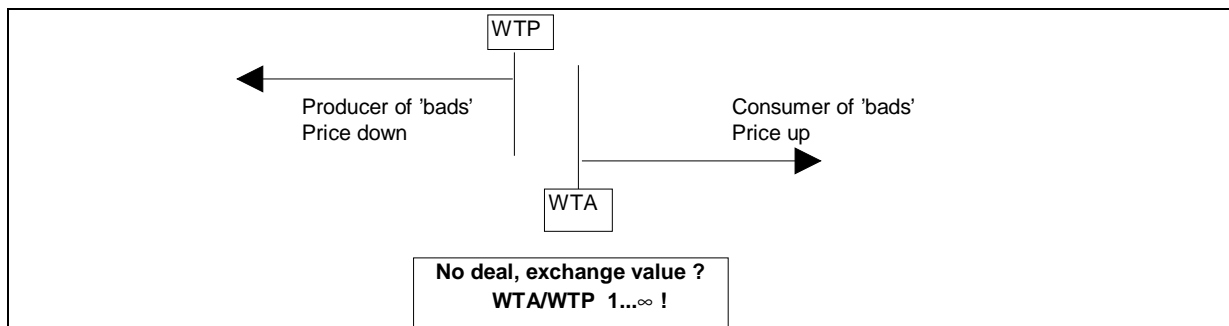 WTP
Producer of 'bads'
Price down
Consumer of 'bads'
Price up
WTA
No deal, exchange value ?
WTA/WTP 1...∞ !